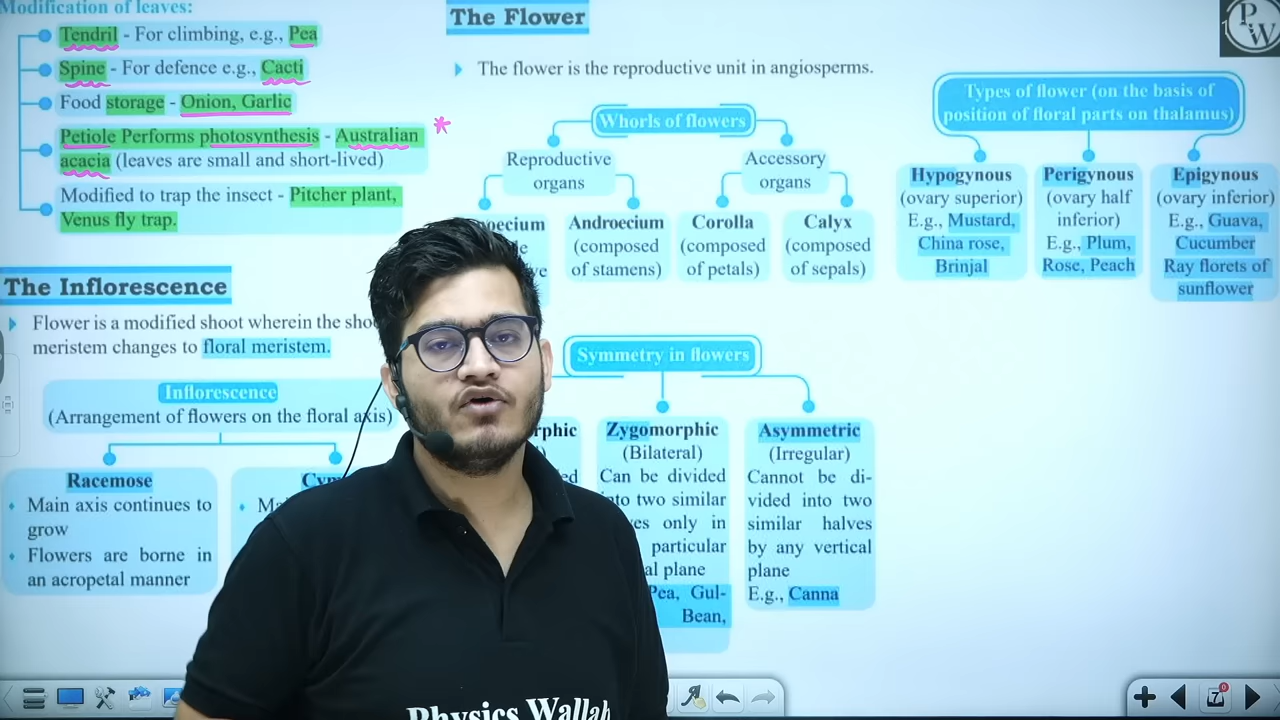 Modification of leaves:
Tendril - For climbing, e.g., Pea
Spine - For defence e.g., Cacti
Food storage - Onion, Garlic
Petiole Performs photosynthesis - Australian
acacia (leaves are small and short-lived)
Modified to trap the insect - Pitcher plant,
Venus fly trap.
The Inflorescence
Flower is a modified shoot wherein the
meristem changes to floral meristem.
Inflorescence
(Arrangement of flowers on the floral axis)
Racemose
Main axis continues to
grow
Flowers are borne in
an acropetal manner
The Flower
The flower is the reproductive unit in angiosperms.
Whorls of flowers
Reproductive
organs
Accessory
organs
Androecium
(composed
of stamens)
Corolla
(composed
of petals)
Calyx
(composed
of sepals)
Symmetry in flowers
Zygomorphic
(Bilateral)
Can be divided
into two similar
only in
particular
plane
Pea, Gul-
Bean,
Asymmetric
(Irregular)
Cannot be di-
vided into two
similar halves
by any vertical
plane
E.g., Canna
Types of flower (on the basis of
position of floral parts on thalamus)
Hypogynous
(ovary superior)
E.g., Mustard,
China rose,
Brinjal
Perigynous
(ovary half
inferior)
E.g., Plum,
Rose, Peach
Epigynous
(ovary inferior)
E.g., Guava,
Cucumber
Ray florets of
sunflower
PW
Physics Wallah
7
0